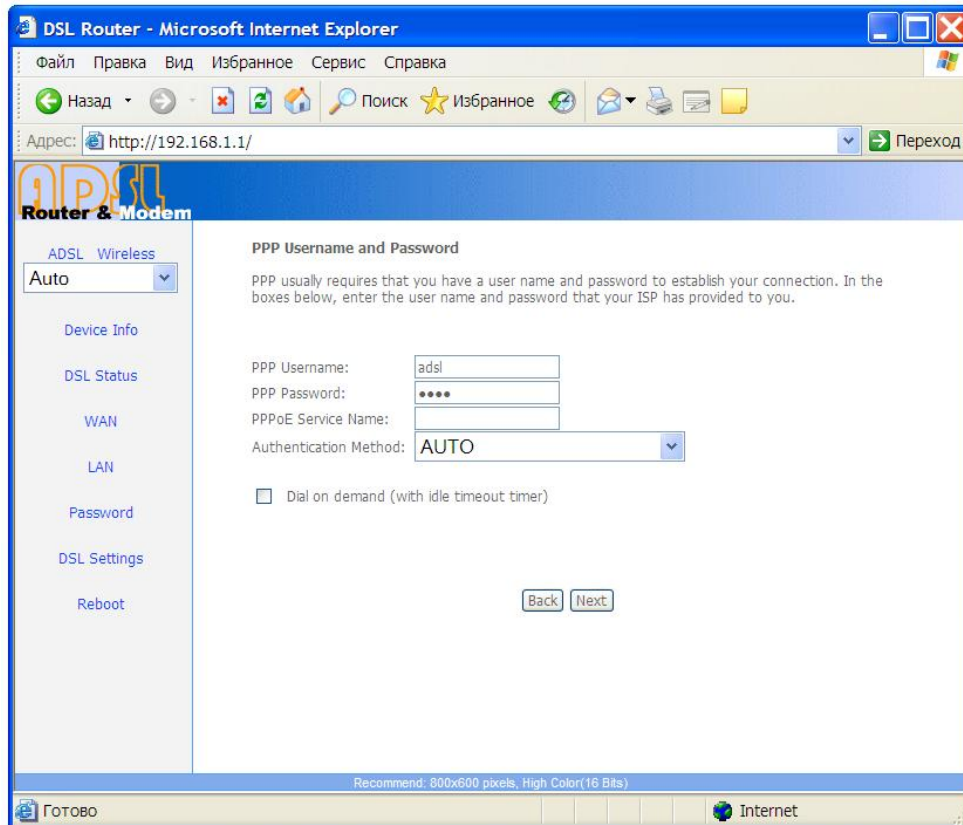 DSL Router - Microsoft Internet Explorer
Файл Правка Вид Избранное Сервис Справка
Назад Поиск Избранное
Адрес: http://192.168.1.1/ Переход
ADSL
Router & Modem
ADSL Wireless
Auto
Device Info
DSL Status
WAN
LAN
Password
DSL Settings
Reboot
PPP Username and Password
PPP usually requires that you have a user name and password to establish your connection. In the
boxes below, enter the user name and password that your ISP has provided to you.
PPP Username: adsl
PPP Password: ••••
PPPoE Service Name:
Authentication Method: AUTO
Dial on demand (with idle timeout timer)
Back Next
Recommend: 800x600 pixels, High Color(16 Bits)
Готово Internet